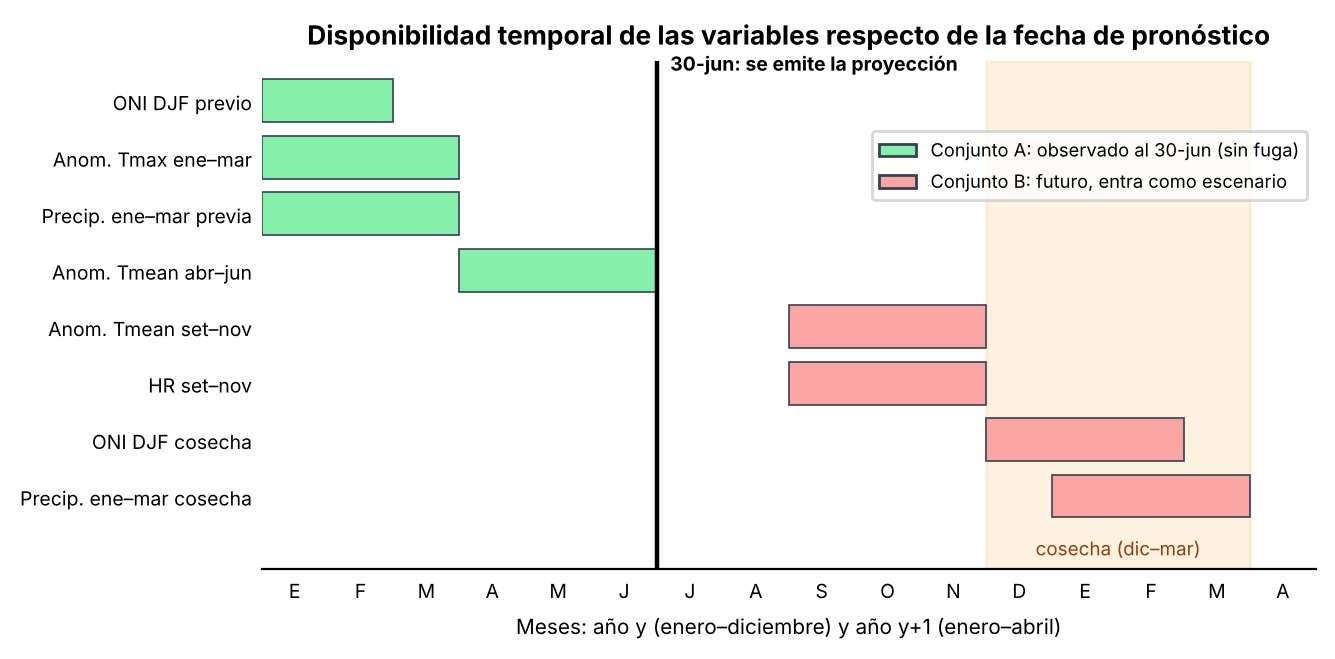 Disponibilidad temporal de las variables respecto de la fecha de pronóstico
30-jun: se emite la proyección
ONI DJF previo
Anom. Tmax ene–mar
Precip. ene–mar previa
Anom. Tmean abr–jun
Anom. Tmean set–nov
HR set–nov
ONI DJF cosecha
Precip. ene–mar cosecha
Conjunto A: observado al 30-jun (sin fuga)
Conjunto B: futuro, entra como escenario
cosecha (dic–mar)
E F M A M J J A S O N D E F M A
Meses: año y (enero–diciembre) y año y+1 (enero–abril)